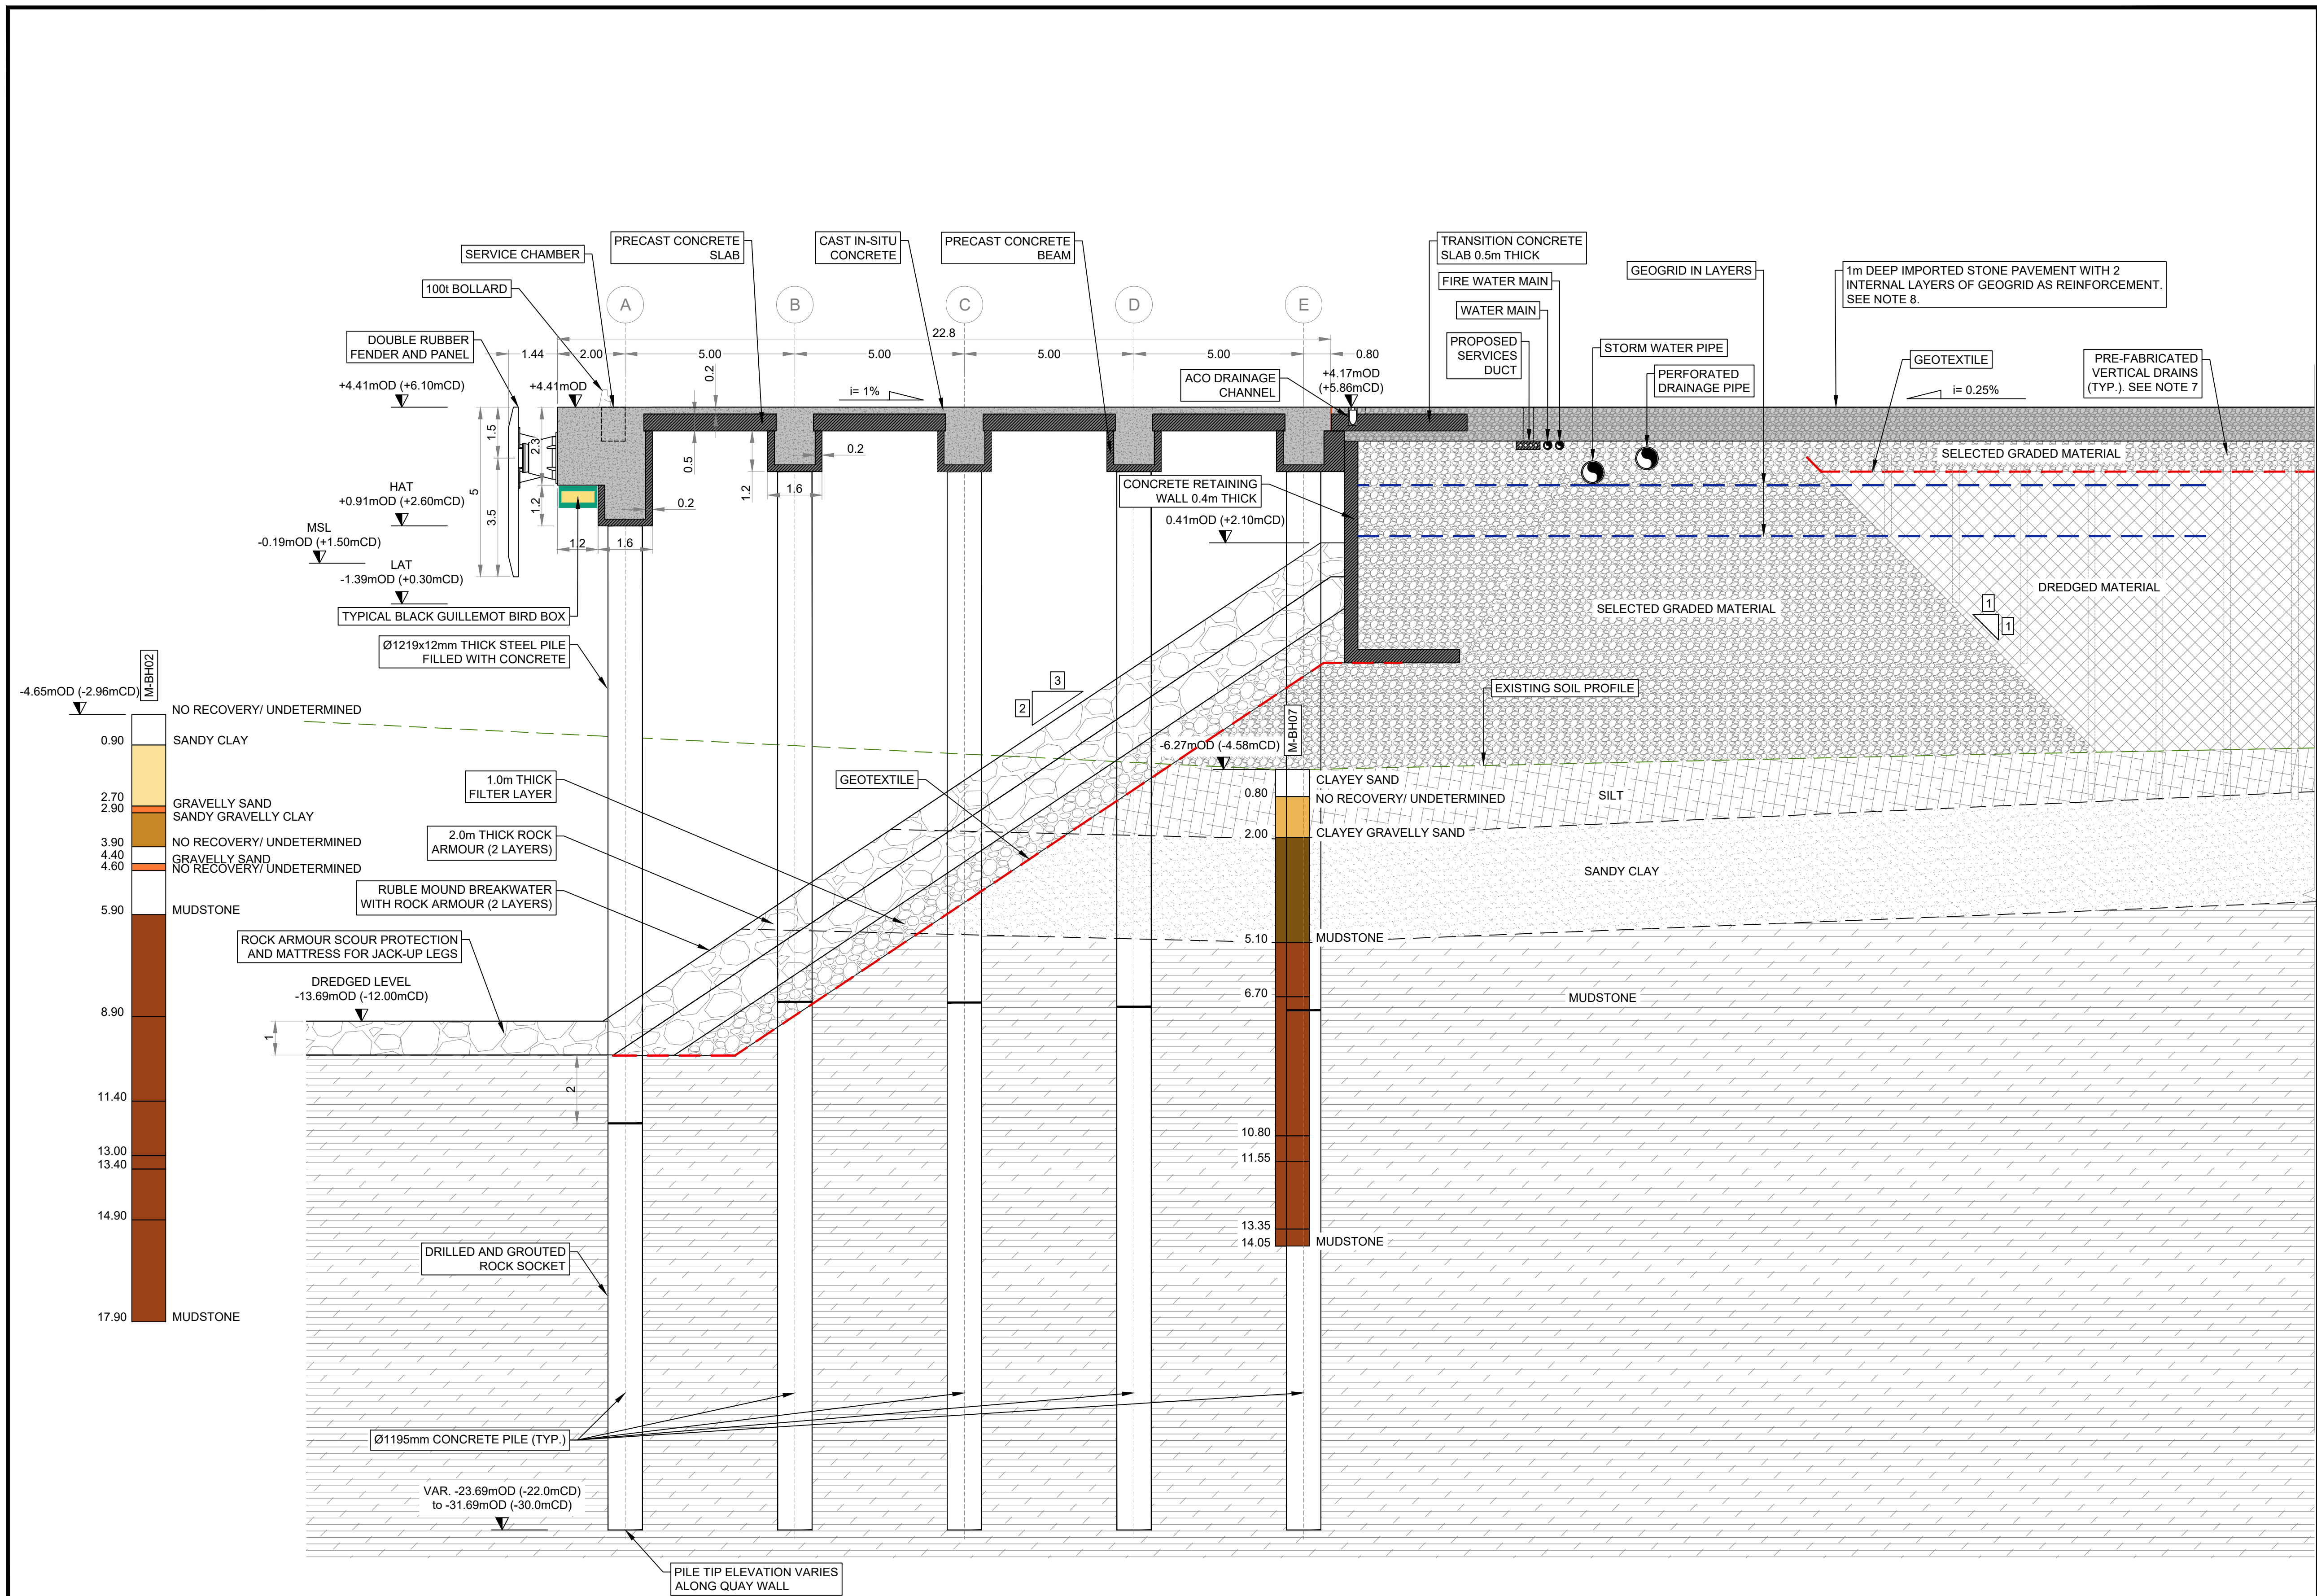 SERVICE CHAMBER
PRECAST CONCRETE
SLAB
CAST IN-SITU
CONCRETE
PRECAST CONCRETE
BEAM
TRANSITION CONCRETE
SLAB 0.5m THICK
GEOGRID IN LAYERS
1m DEEP IMPORTED STONE PAVEMENT WITH 2
INTERNAL LAYERS OF GEOGRID AS REINFORCEMENT.
SEE NOTE 8.
100t BOLLARD
A
B
C
D
E
FIRE WATER MAIN
WATER MAIN
DOUBLE RUBBER
FENDER AND PANEL
22.8
1.44
2.00
5.00
5.00
5.00
5.00
0.80
PROPOSED
SERVICES
DUCT
STORM WATER PIPE
PERFORATED
DRAINAGE PIPE
GEOTEXTILE
PRE-FABRICATED
VERTICAL DRAINS
(TYP.). SEE NOTE 7
+4.41mOD (+6.10mCD)
+4.41mOD
0.2
i= 1%
ACO DRAINAGE
CHANNEL
+4.17mOD
(+5.86mCD)
i= 0.25%
1.5
2.3
0.5
1.2
0.2
1.6
5
3.5
1.2
0.2
1.2
1.6
SELECTED GRADED MATERIAL
HAT
+0.91mOD (+2.60mCD)
MSL
-0.19mOD (+1.50mCD)
LAT
-1.39mOD (+0.30mCD)
CONCRETE RETAINING
WALL 0.4m THICK
0.41mOD (+2.10mCD)
DREDGED MATERIAL
SELECTED GRADED MATERIAL
1
1
TYPICAL BLACK GUILLEMOT BIRD BOX
Ø1219x12mm THICK STEEL PILE
FILLED WITH CONCRETE
3
2
EXISTING SOIL PROFILE
M-BH02
-4.65mOD (-2.96mCD)
NO RECOVERY/ UNDETERMINED
0.90
SANDY CLAY
2.70
GRAVELLY SAND
2.90
SANDY GRAVELLY CLAY
3.90
NO RECOVERY/ UNDETERMINED
4.40
GRAVELLY SAND
4.60
NO RECOVERY/ UNDETERMINED
5.90
MUDSTONE
8.90
11.40
13.00
13.40
14.90
17.90
MUDSTONE
M-BH07
-6.27mOD (-4.58mCD)
CLAYEY SAND
0.80
NO RECOVERY/ UNDETERMINED
2.00
CLAYEY GRAVELLY SAND
5.10
MUDSTONE
6.70
10.80
11.55
13.35
14.05
MUDSTONE
SILT
SANDY CLAY
MUDSTONE
1.0m THICK
FILTER LAYER
GEOTEXTILE
2.0m THICK ROCK
ARMOUR (2 LAYERS)
RUBLE MOUND BREAKWATER
WITH ROCK ARMOUR (2 LAYERS)
ROCK ARMOUR SCOUR PROTECTION
AND MATTRESS FOR JACK-UP LEGS
DREDGED LEVEL
-13.69mOD (-12.00mCD)
1
2
DRILLED AND GROUTED
ROCK SOCKET
Ø1195mm CONCRETE PILE (TYP.)
VAR. -23.69mOD (-22.0mCD)
to -31.69mOD (-30.0mCD)
PILE TIP ELEVATION VARIES
ALONG QUAY WALL